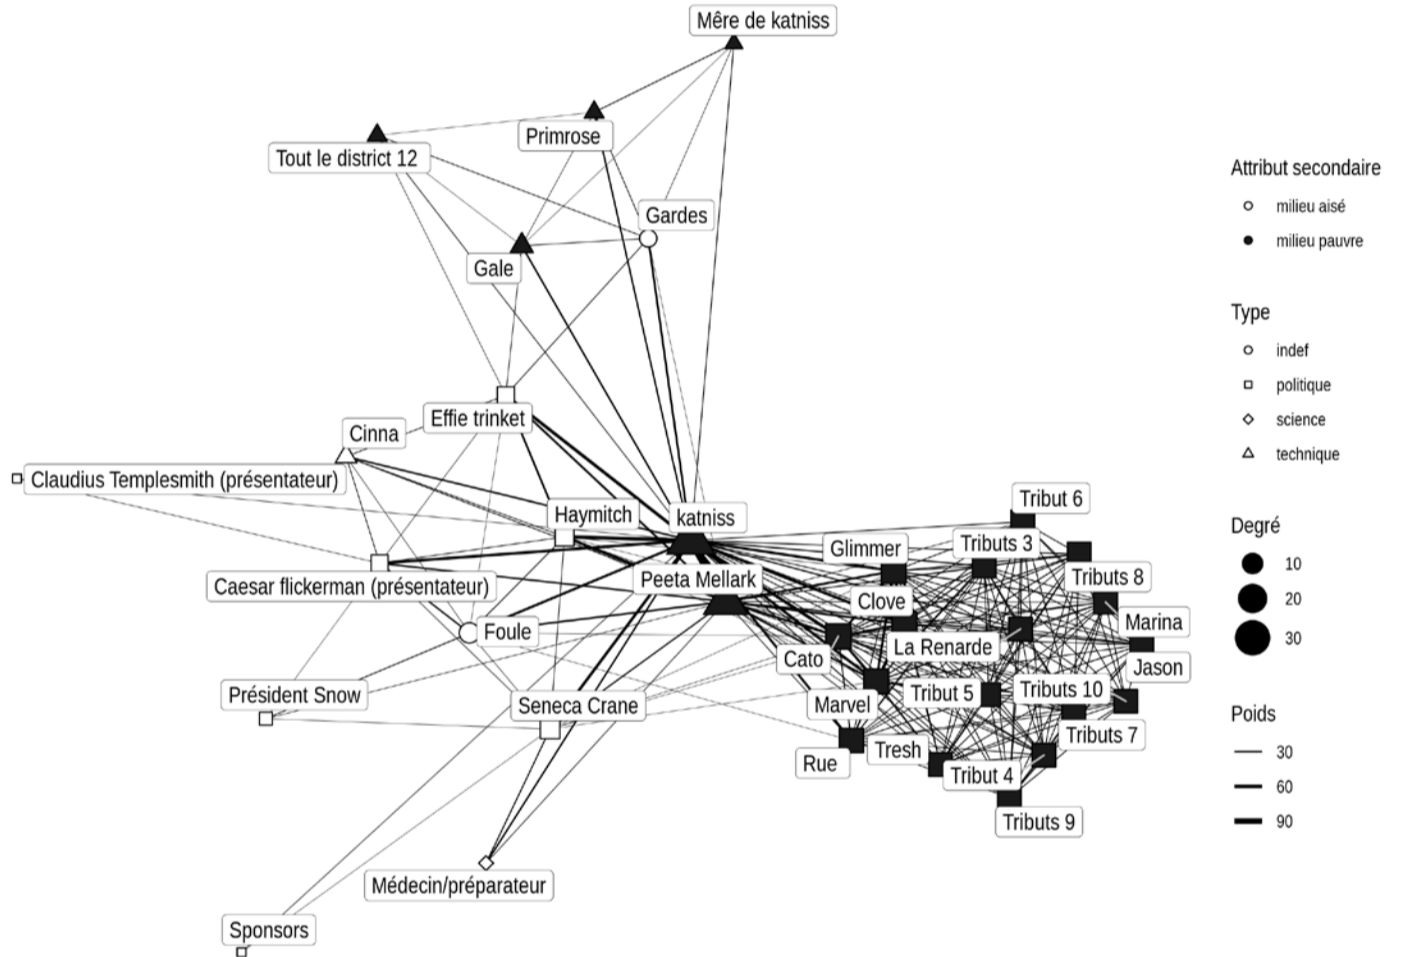 Mêre de katniss
Primrose
Tout le district 12
Gardes
Gale
Effie trinket
Cinna
Claudius Templesmith (présentateur)
Haymitch
katniss
Caesar flickerman (présentateur)
Peeta Mellark
Foule
Président Snow
Seneca Crane
Médecin/préparateur
Sponsors
Tribut 6
Glimmer
Tributs 3
Tributs 8
Clove
Marina
La Renarde
Cato
Jason
Tribut 5
Tributs 10
Marvel
Tributs 7
Rue
Tresh
Tribut 4
Tributs 9
Attribut secondaire
milieu aisé
milieu pauvre
Type
indef
politique
science
technique
Degré
10
20
30
Poids
30
60
90